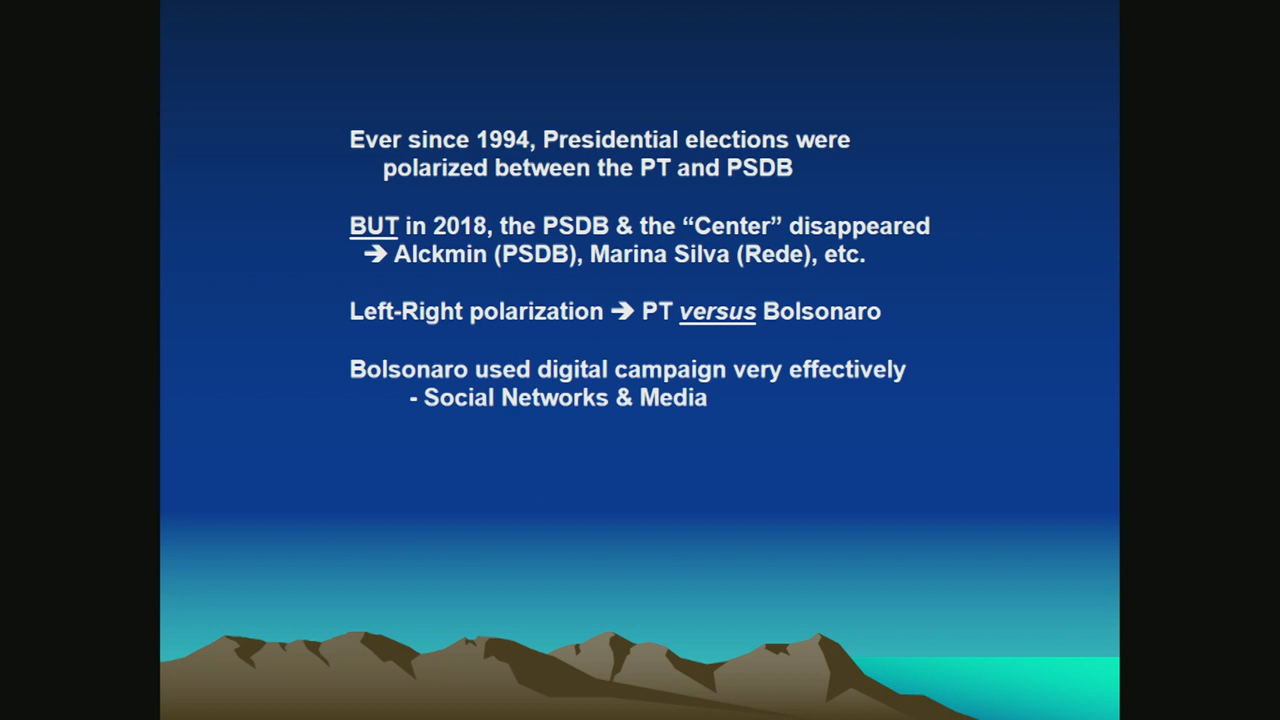 Ever since 1994, Presidential elections were
polarized between the PT and PSDB
BUT in 2018, the PSDB & the “Center” disappeared
➔ Alckmin (PSDB), Marina Silva (Rede), etc.
Left-Right polarization ➔ PT versus Bolsonaro
Bolsonaro used digital campaign very effectively
- Social Networks & Media